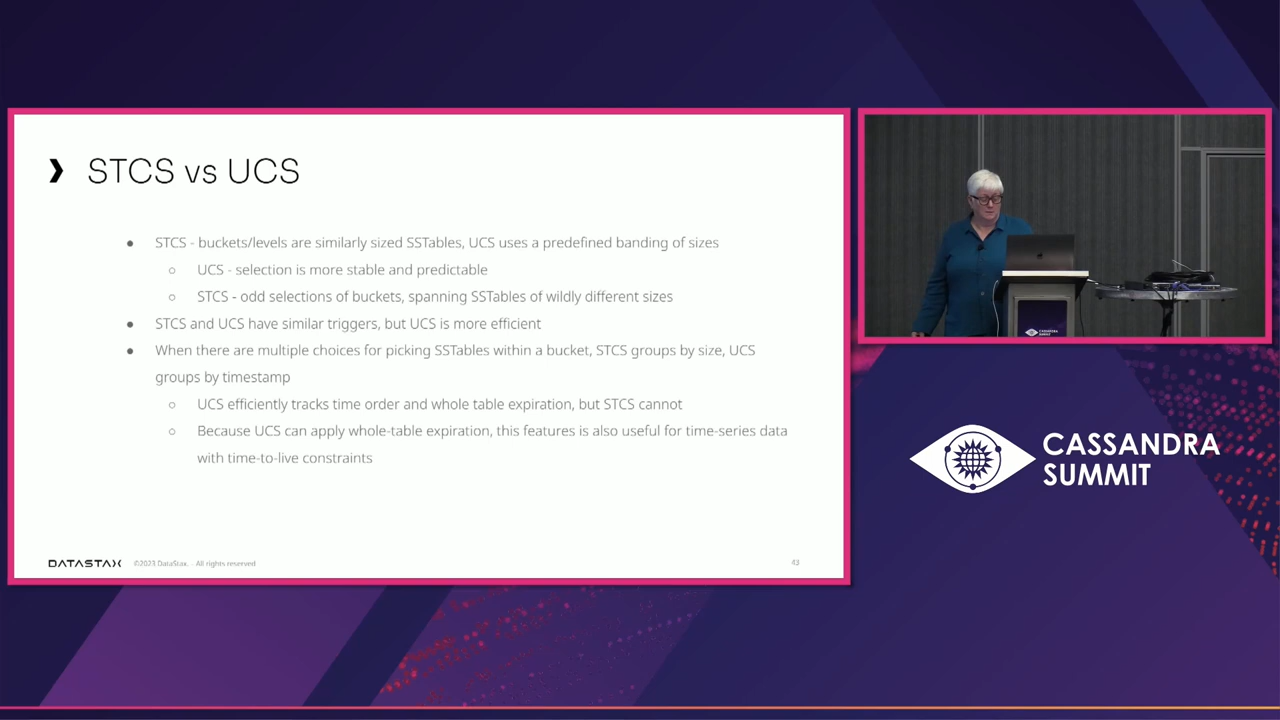 ❯ STCS vs UCS
● STCS - buckets/levels are similarly sized SSTables, UCS uses a predefined banding of sizes
○ UCS - selection is more stable and predictable
○ STCS - odd selections of buckets, spanning SSTables of wildly different sizes
● STCS and UCS have similar triggers, but UCS is more efficient
● When there are multiple choices for picking SSTables within a bucket, STCS groups by size, UCS
groups by timestamp
○ UCS efficiently tracks time order and whole table expiration, but STCS cannot
○ Because UCS can apply whole-table expiration, this features is also useful for time-series data
with time-to-live constraints
DATASTAX ©2023 DataStax. - All rights reserved 43
CASSANDRA
SUMMIT